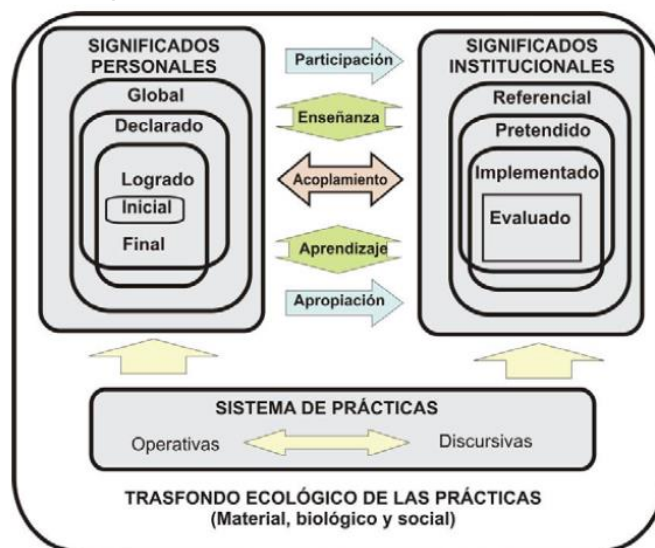 SIGNIFICADOS
PERSONALES
Global
Declarado
Logrado
Inicial
Final
Participación
Enseñanza
Acoplamiento
Aprendizaje
Apropiación
SIGNIFICADOS
INSTITUCIONALES
Referencial
Pretendido
Implementado
Evaluado
SISTEMA DE PRÁCTICAS
Operativas
Discursivas
TRASFONDO ECOLÓGICO DE LAS PRÁCTICAS
(Material, biológico y social)